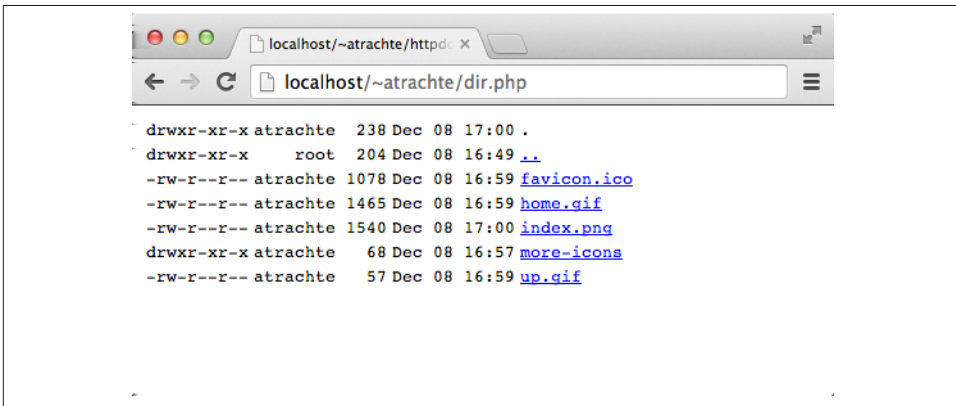 localhost/~atrachte/httpdc
localhost/~atrachte/dir.php
drwxr-xr-x atrachte 238 Dec 08 17:00 .
drwxr-xr-x root 204 Dec 08 16:49 ..
-rw-r--r-- atrachte 1078 Dec 08 16:59 favicon.ico
-rw-r--r-- atrachte 1465 Dec 08 16:59 home.gif
-rw-r--r-- atrachte 1540 Dec 08 17:00 index.png
drwxr-xr-x atrachte 68 Dec 08 16:57 more-icons
-rw-r--r-- atrachte 57 Dec 08 16:59 up.gif